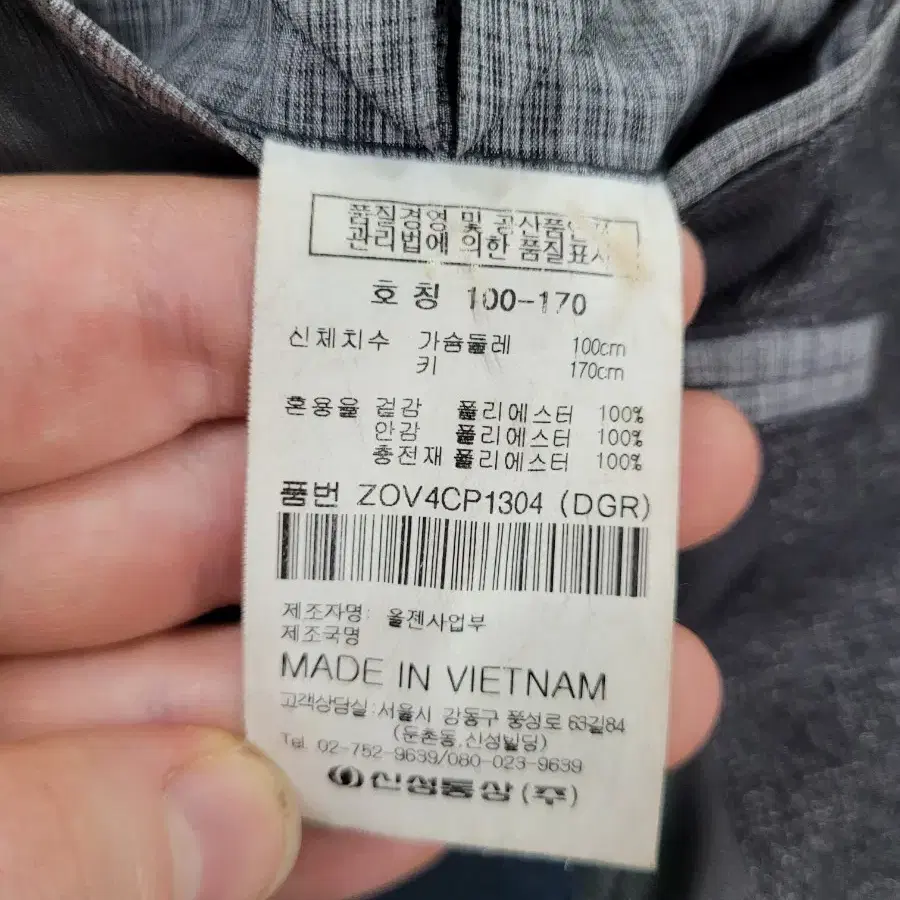 품질경영 및 공산품안전
관리법에 의한 품질표시
호 칭 100-170
신체치수 가슴둘레 100cm
키 170cm
혼용율 겉감 폴리에스터 100%
안감 폴리에스터 100%
충전재 폴리에스터 100%
품번 ZOV4CP1304 (DGR)
제조자명: 올젠사업부
제조국명
MADE IN VIETNAM
고객상담실:서울시 강동구 풍성로 63길84
(둔촌동,신성빌딩)
Tel. 02-752-9639/080-023-9639
신성통상(주)